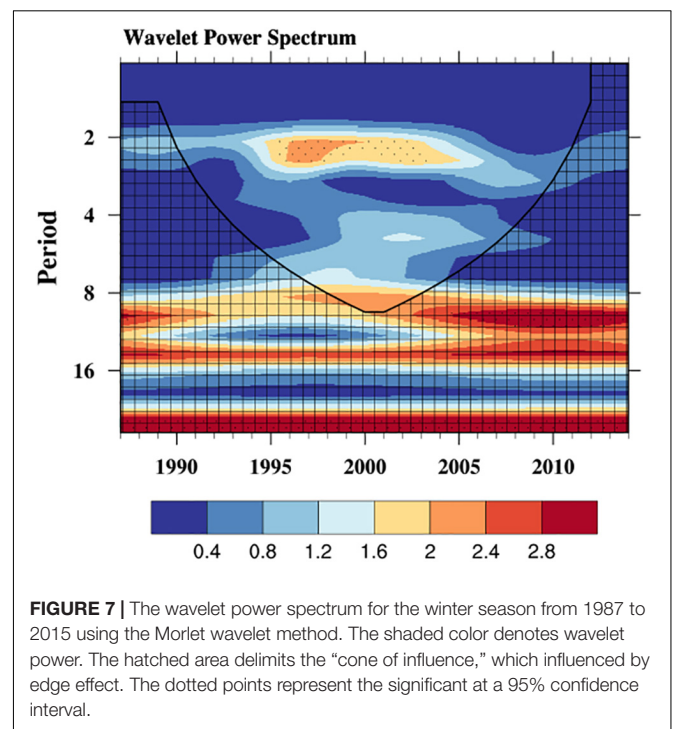 Wavelet Power Spectrum
Period
2
4
8
16
1990 1995 2000 2005 2010
0.4 0.8 1.2 1.6 2 2.4 2.8
FIGURE 7 | The wavelet power spectrum for the winter season from 1987 to
2015 using the Morlet wavelet method. The shaded color denotes wavelet
power. The hatched area delimits the “cone of influence,” which influenced by
edge effect. The dotted points represent the significant at a 95% confidence
interval.